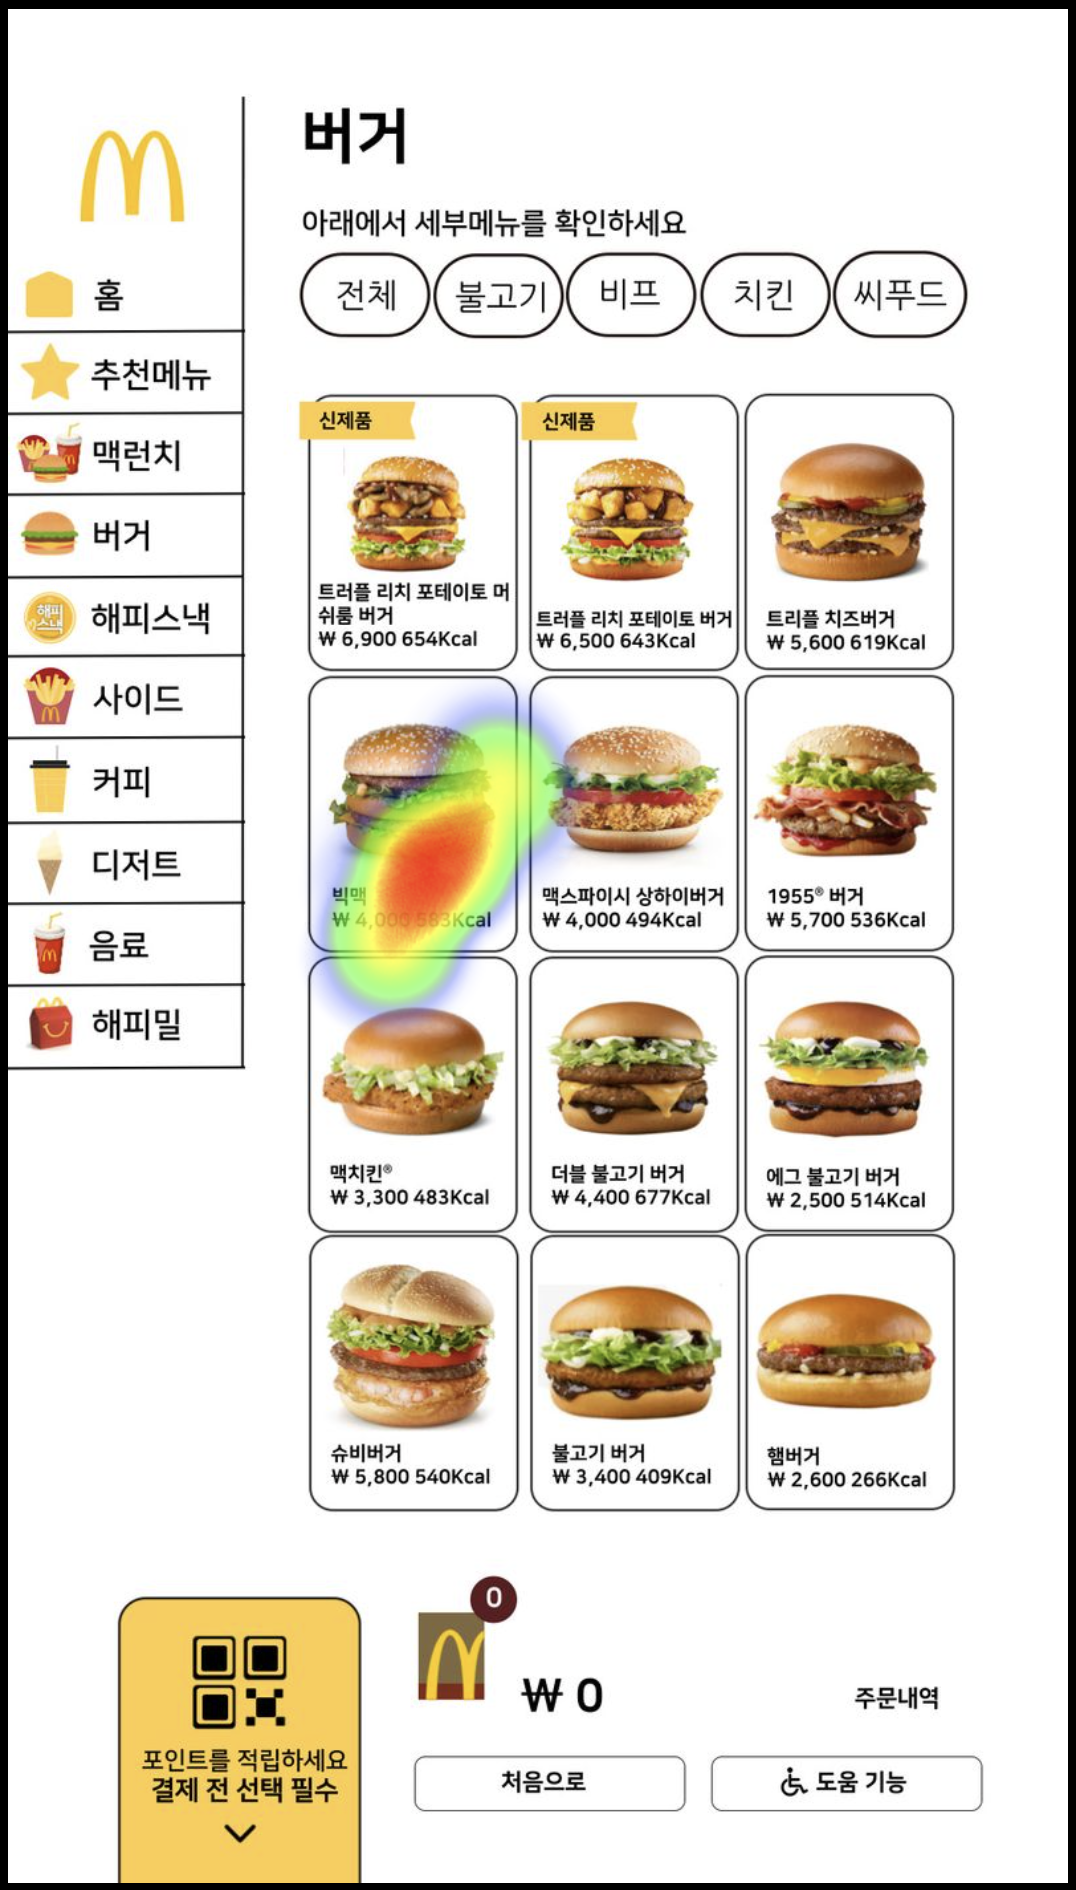 버거
아래에서 세부메뉴를 확인하세요
전체
불고기
비프
치킨
씨푸드
홈
추천메뉴
맥런치
버거
해피스낵
해피
스낵
사이드
커피
디저트
음료
해피밀
신제품
트러플 리치 포테이토 머
쉬룸 버거
₩ 6,900 654Kcal
신제품
트러플 리치 포테이토 버거
₩ 6,500 643Kcal
트리플 치즈버거
₩ 5,600 619Kcal
빅맥
₩ 4,000 583Kcal
맥스파이시 상하이버거
₩ 4,000 494Kcal
1955® 버거
₩ 5,700 536Kcal
맥치킨®
₩ 3,300 483Kcal
더블 불고기 버거
₩ 4,400 677Kcal
에그 불고기 버거
₩ 2,500 514Kcal
슈비버거
₩ 5,800 540Kcal
불고기 버거
₩ 3,400 409Kcal
햄버거
₩ 2,600 266Kcal
포인트를 적립하세요
결제 전 선택 필수
0
₩ 0
주문내역
처음으로
도움 기능